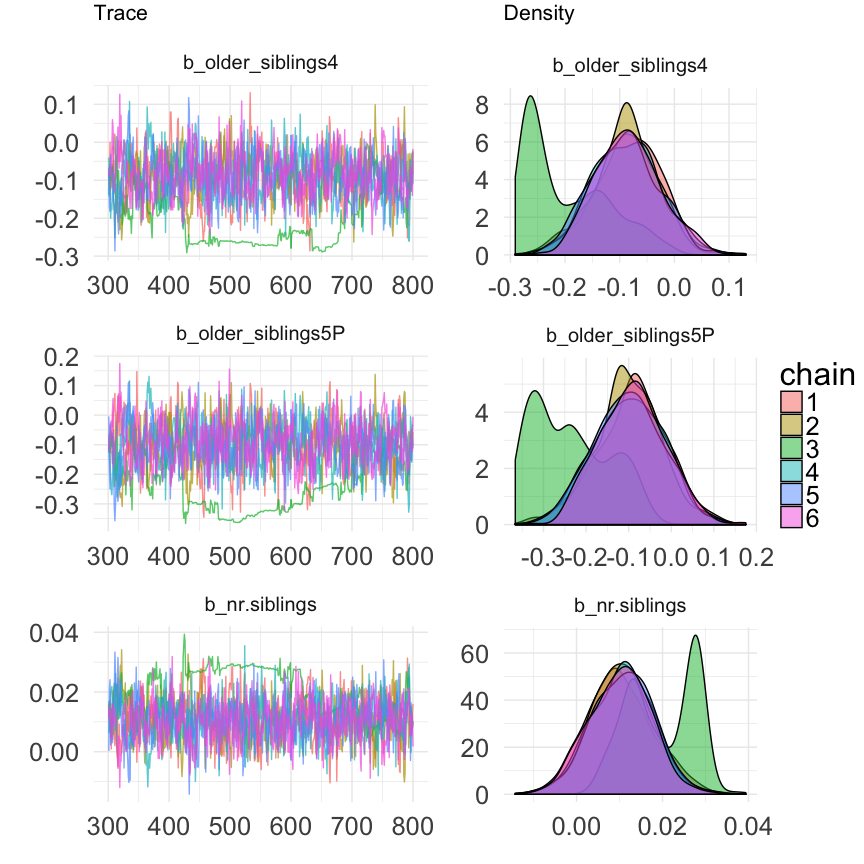 Trace
Density
b_older_siblings4
b_older_siblings4
0.1
0.0
-0.1
-0.2
-0.3
300 400 500 600 700 800
8
6
4
2
0
-0.3 -0.2 -0.1 0.0 0.1
b_older_siblings5P
b_older_siblings5P
0.2
0.1
0.0
-0.1
-0.2
-0.3
300 400 500 600 700 800
4
2
0
-0.3 -0.2 -0.1 0.0 0.1 0.2
chain
1
2
3
4
5
6
b_nr.siblings
b_nr.siblings
0.04
0.02
0.00
300 400 500 600 700 800
60
40
20
0
0.00 0.02 0.04